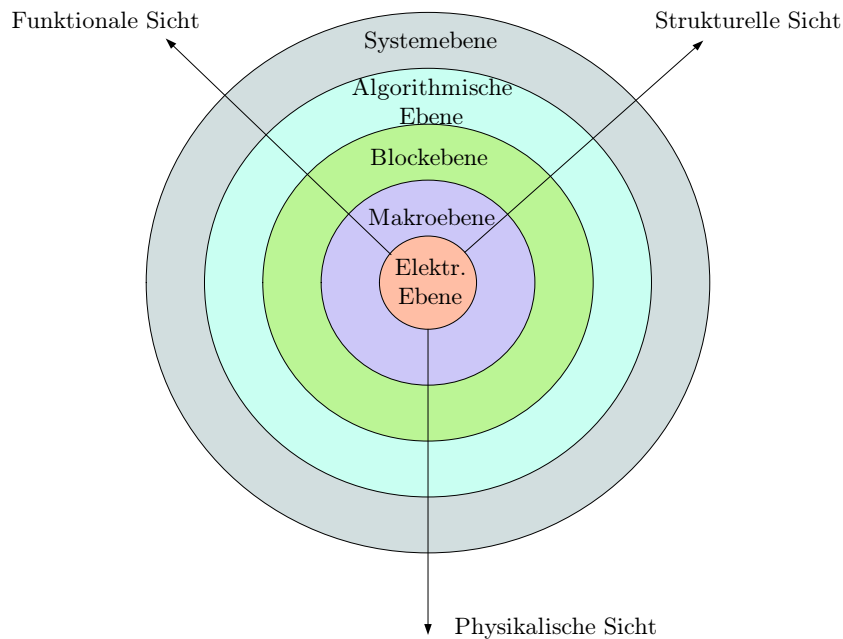 Funktionale Sicht
Strukturelle Sicht
Systemebene
Algorithmische
Ebene
Blockebene
Makroebene
Elektr.
Ebene
Physikalische Sicht